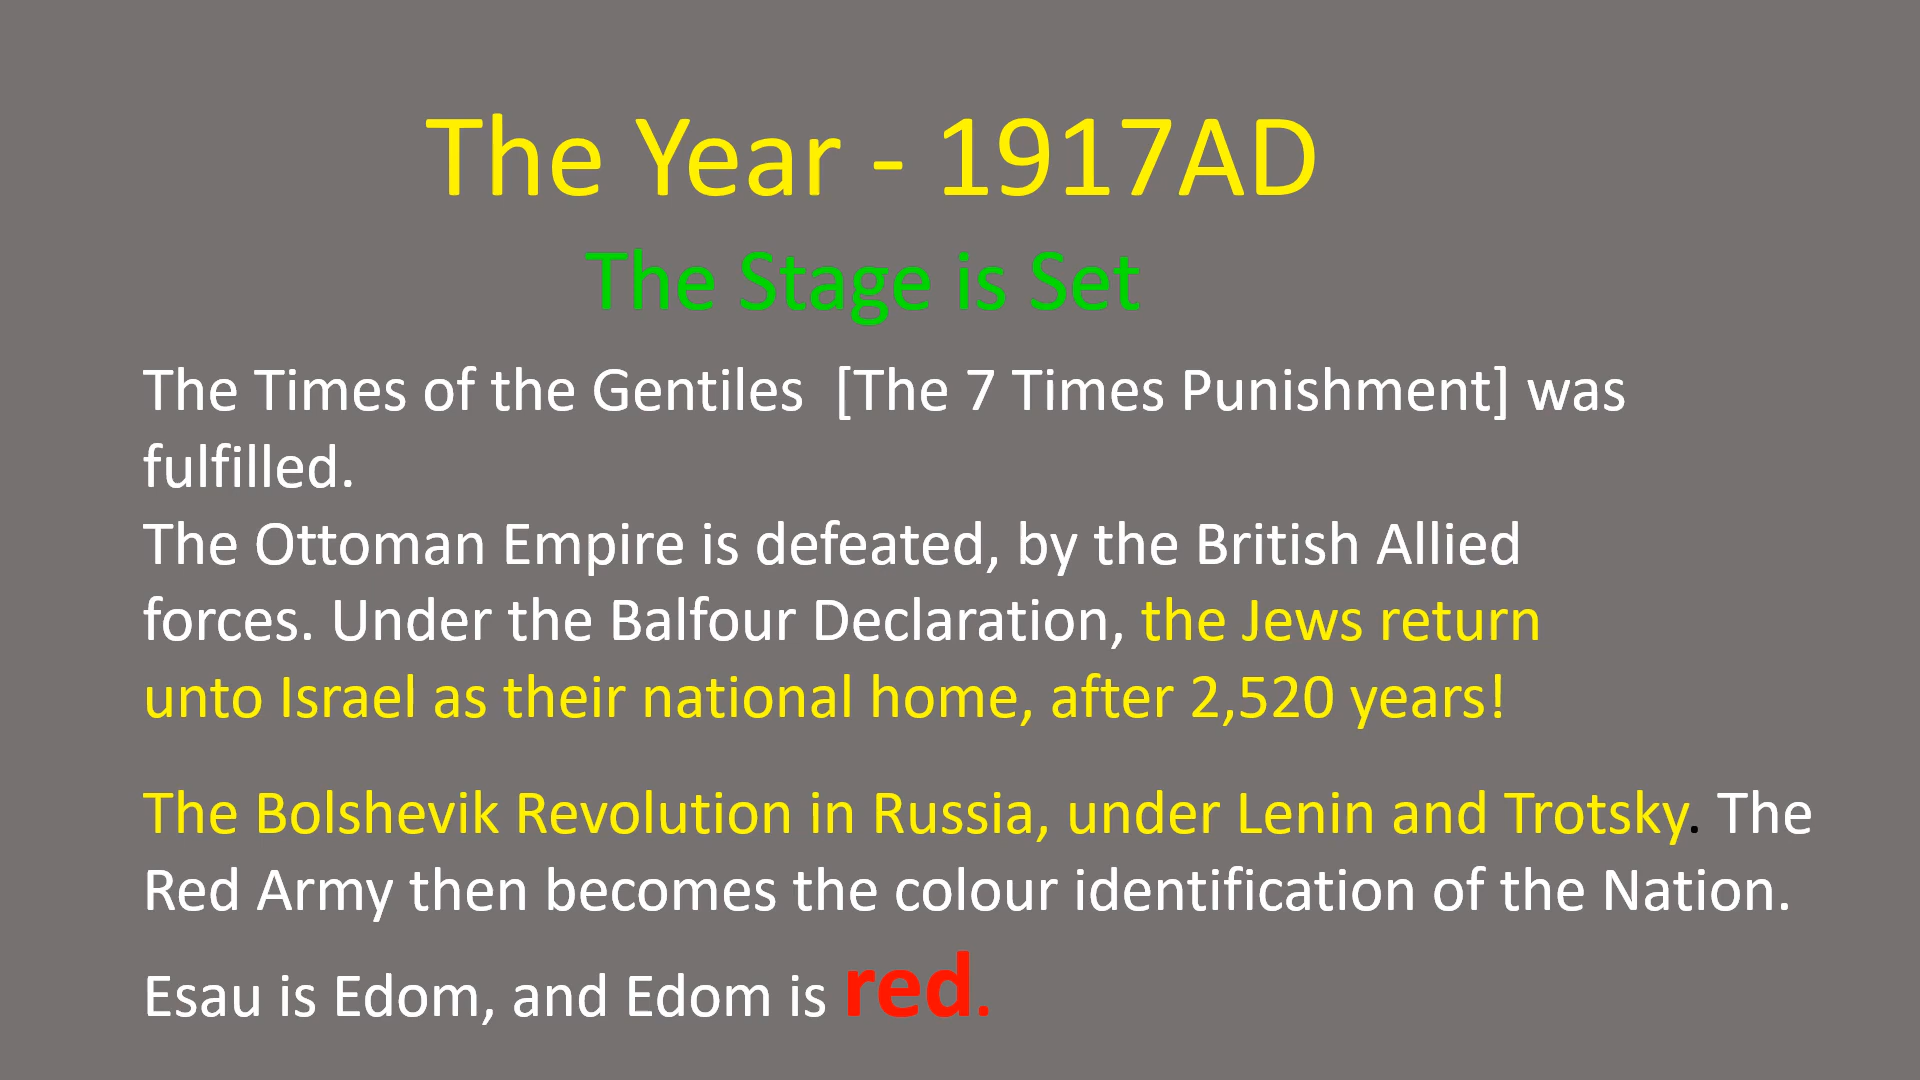 The Year - 1917AD
The Stage is Set
The Times of the Gentiles  [The 7 Times Punishment] was
fulfilled.
The Ottoman Empire is defeated, by the British Allied
forces. Under the Balfour Declaration, the Jews return
unto Israel as their national home, after 2,520 years!
The Bolshevik Revolution in Russia, under Lenin and Trotsky. The
Red Army then becomes the colour identification of the Nation.
Esau is Edom, and Edom is red.